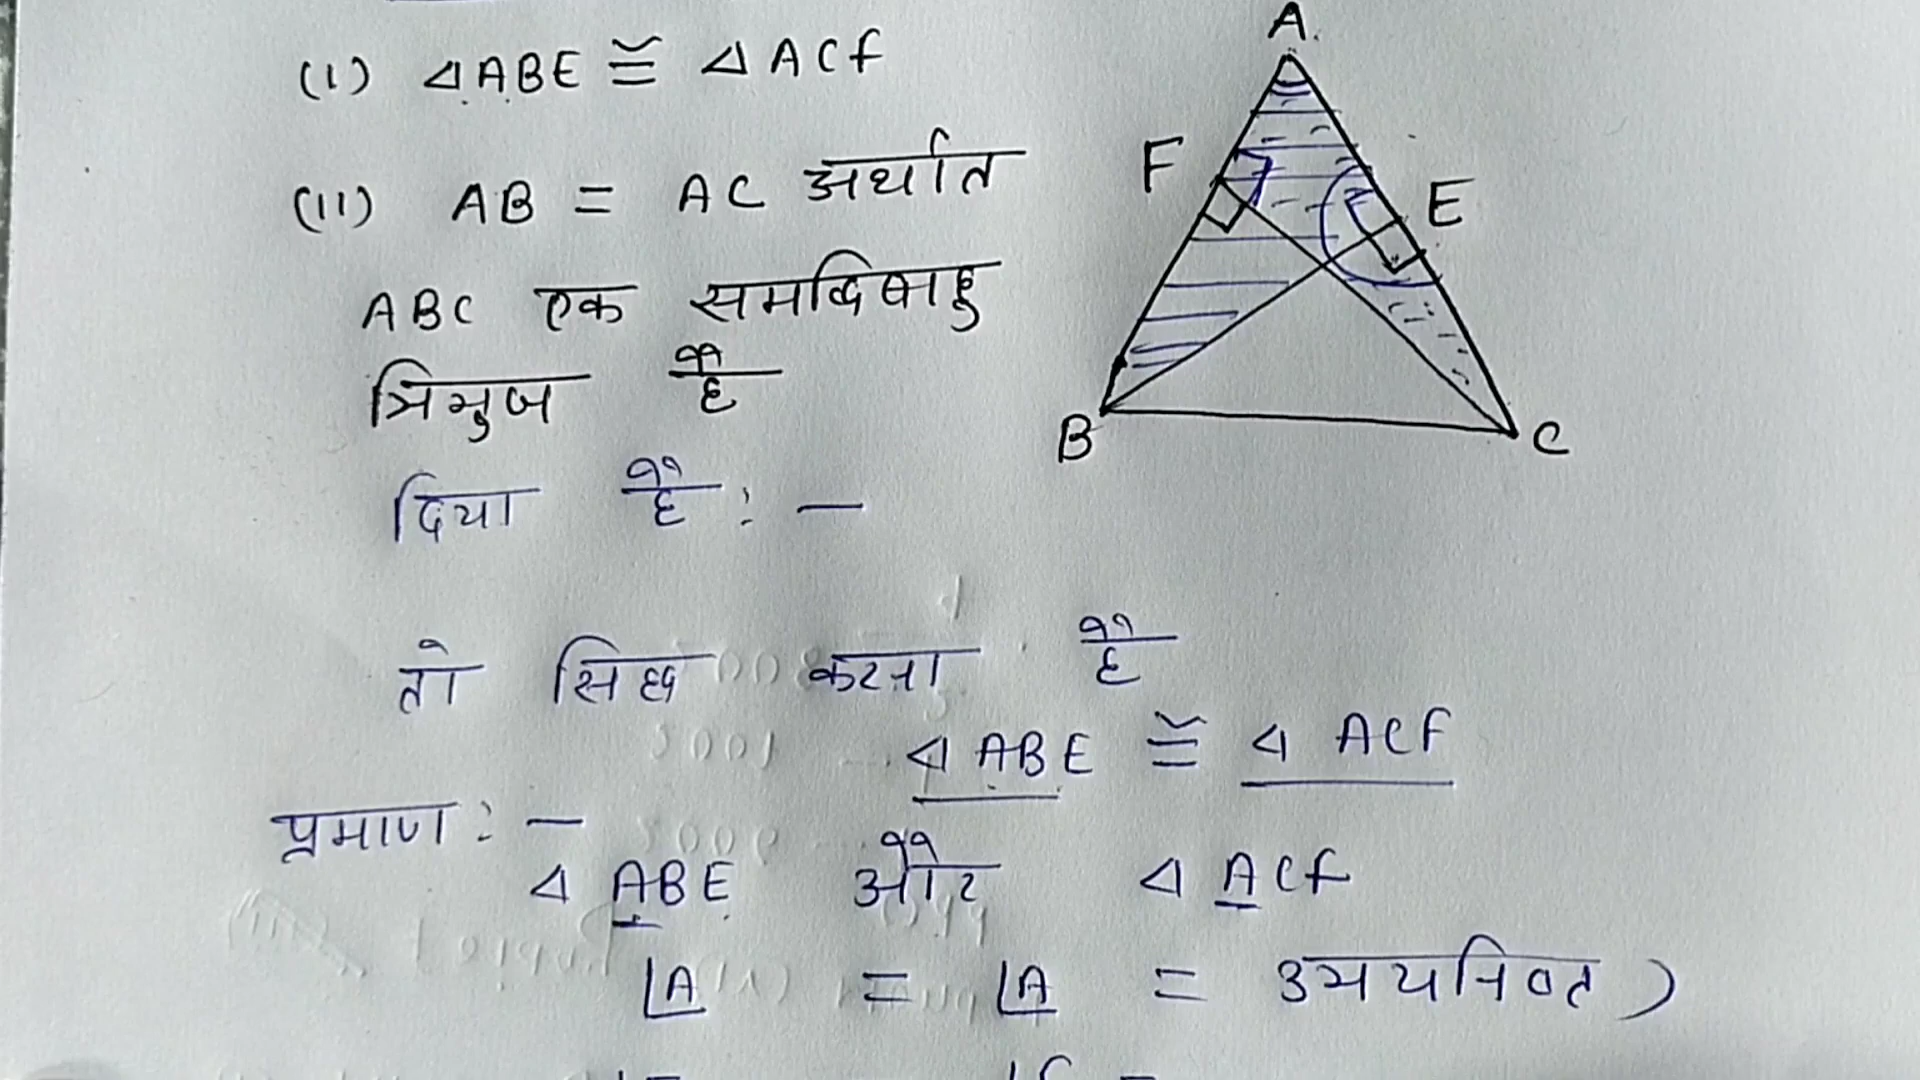 (I) ⊿ABE ≅ ⊿ACF
(II) AB = AC अर्थात
ABC एक समद्विबाहु
त्रिभुज है
दिया है : —
तो सिद्ध करना है
⊿ ABE ≅ ⊿ ACF
प्रमाण : —
⊿ ABE और ⊿ ACF
∠A = ∠A = उभयनिष्ट )
A
F
E
B
C